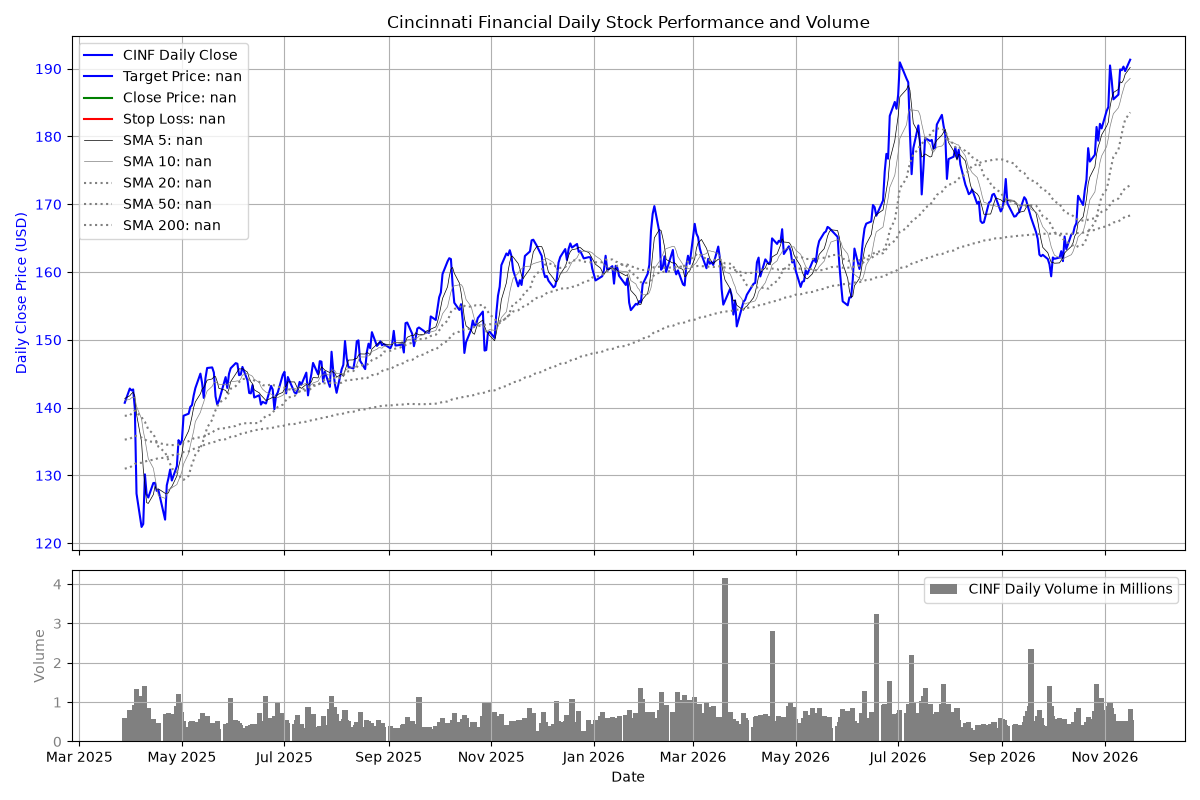 Cincinnati Financial Daily Stock Performance and Volume
CINF Daily Close
Target Price: nan
Close Price: nan
Stop Loss: nan
SMA 5: nan
SMA 10: nan
SMA 20: nan
SMA 50: nan
SMA 200: nan
Daily Close Price (USD)
190
180
170
160
150
140
130
120
CINF Daily Volume in Millions
Volume
4
3
2
1
0
Mar 2025 May 2025 Jul 2025 Sep 2025 Nov 2025 Jan 2026 Mar 2026 May 2026 Jul 2026 Sep 2026 Nov 2026
Date